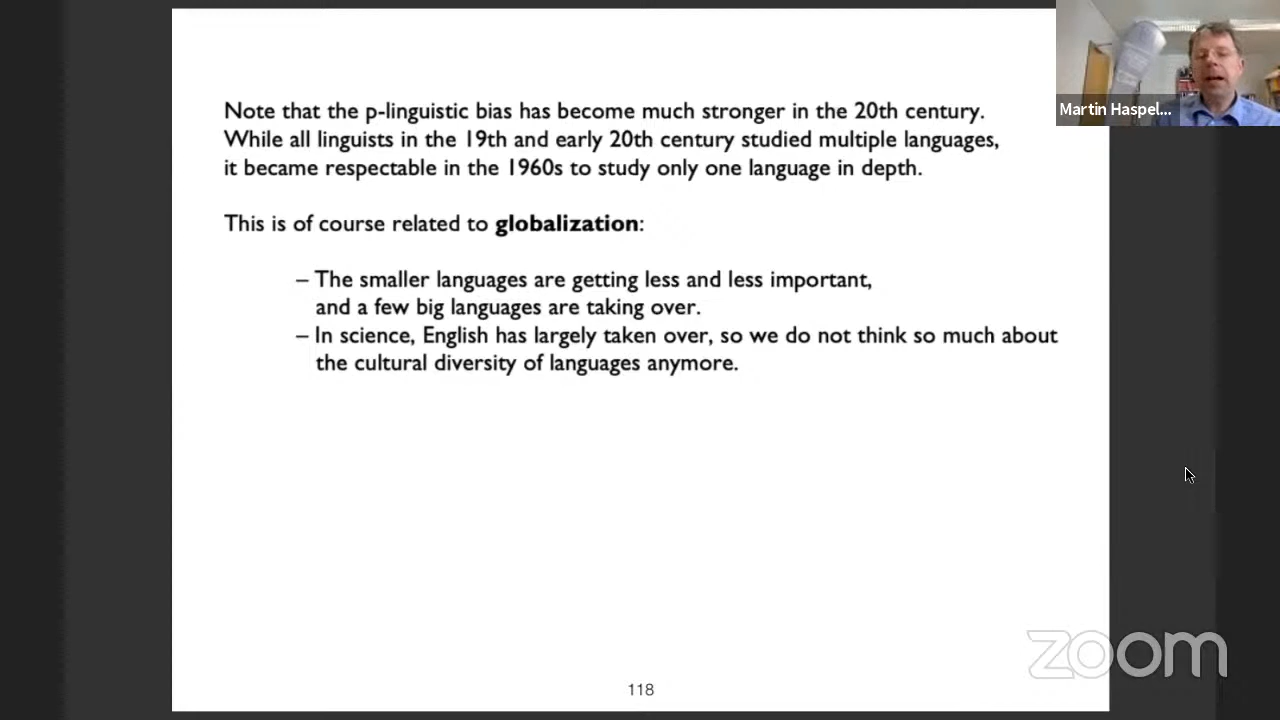 Note that the p-linguistic bias has become much stronger in the 20th century.
While all linguists in the 19th and early 20th century studied multiple languages,
it became respectable in the 1960s to study only one language in depth.
This is of course related to globalization:
– The smaller languages are getting less and less important,
and a few big languages are taking over.
– In science, English has largely taken over, so we do not think so much about
the cultural diversity of languages anymore.
118
Martin Haspel...
zoom